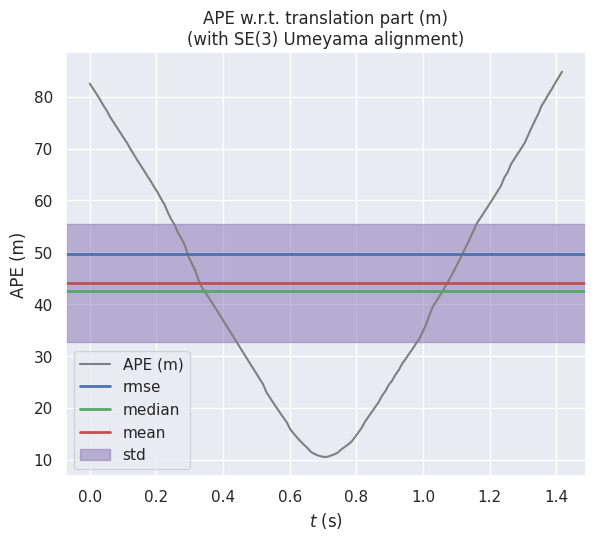 APE w.r.t. translation part (m)
(with SE(3) Umeyama alignment)
APE (m)
80
70
60
50
40
30
20
10
APE (m)
rmse
median
mean
std
0.0 0.2 0.4 0.6 0.8 1.0 1.2 1.4
t (s)